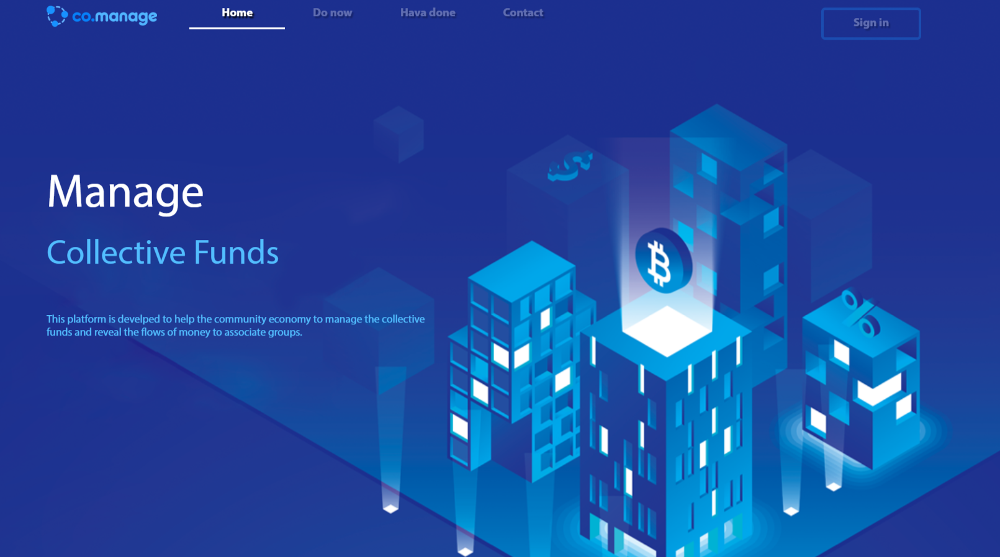 co.manage
Home
Do now
Hava done
Contact
Sign in
Manage
Collective Funds
This platform is develped to help the community economy to manage the collective
funds and reveal the flows of money to associate groups.
$
%